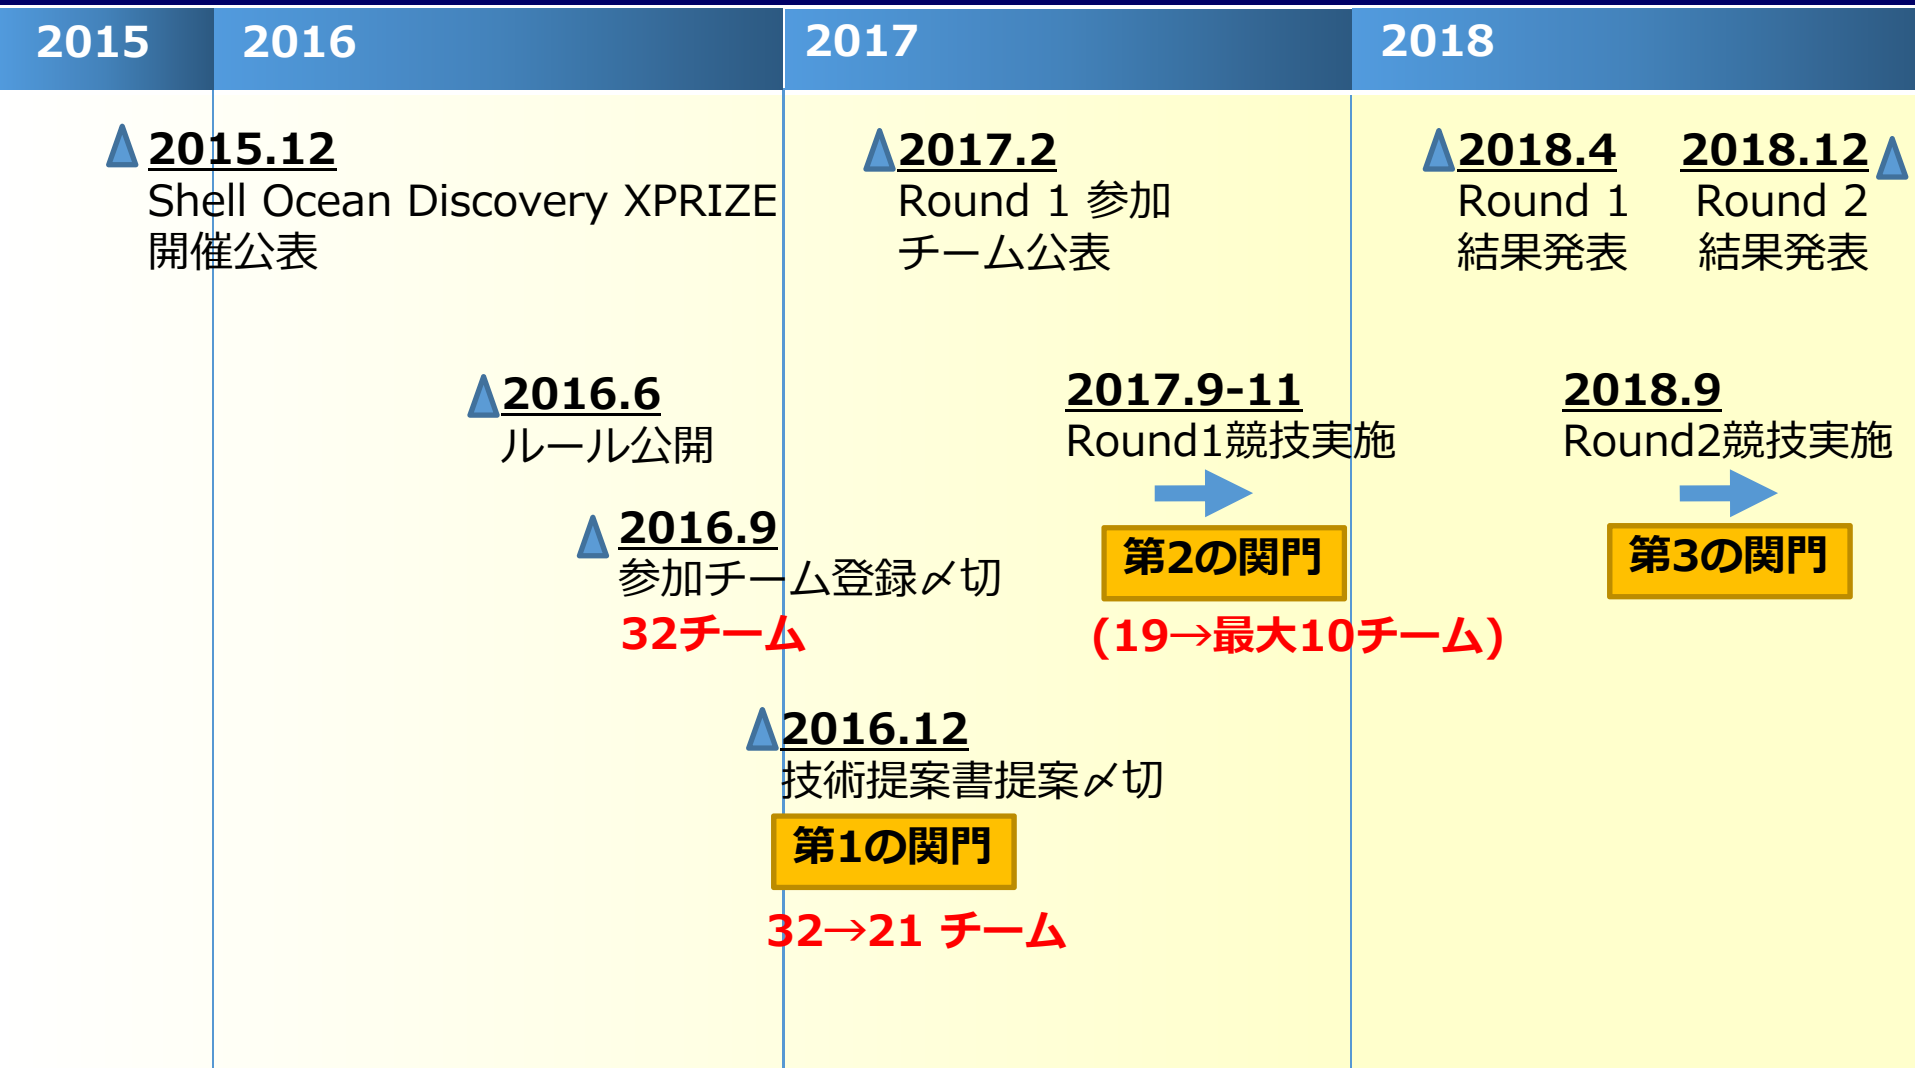 2015
2016
2017
2018
2015.12
Shell Ocean Discovery XPRIZE
開催公表
2017.2
Round 1 参加
チーム公表
2018.4
Round 1
結果発表
2018.12
Round 2
結果発表
2016.6
ルール公開
2017.9-11
Round1競技実施
第2の関門
(19→最大10チーム)
2018.9
Round2競技実施
第3の関門
2016.9
参加チーム登録〆切
32チーム
2016.12
技術提案書提案〆切
第1の関門
32→21 チーム